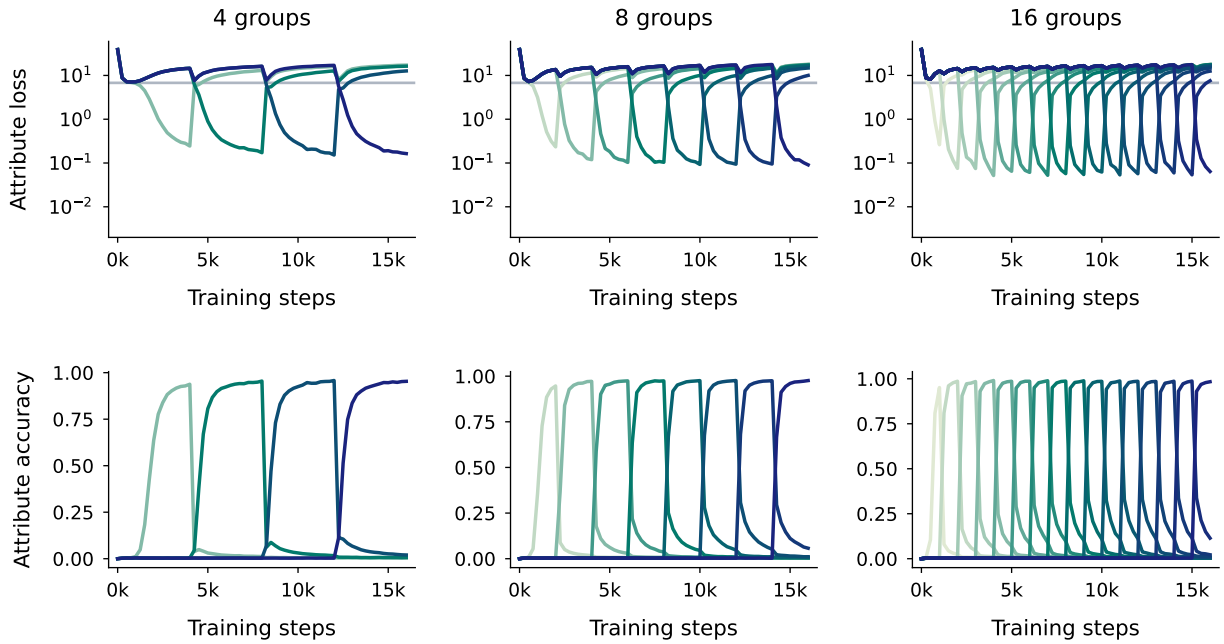 4 groups
8 groups
16 groups
Attribute loss
10¹
10⁰
10⁻¹
10⁻²
0k 5k 10k 15k
Training steps
10¹
10⁰
10⁻¹
10⁻²
0k 5k 10k 15k
Training steps
10¹
10⁰
10⁻¹
10⁻²
0k 5k 10k 15k
Training steps
Attribute accuracy
1.00
0.75
0.50
0.25
0.00
0k 5k 10k 15k
Training steps
1.00
0.75
0.50
0.25
0.00
0k 5k 10k 15k
Training steps
1.00
0.75
0.50
0.25
0.00
0k 5k 10k 15k
Training steps